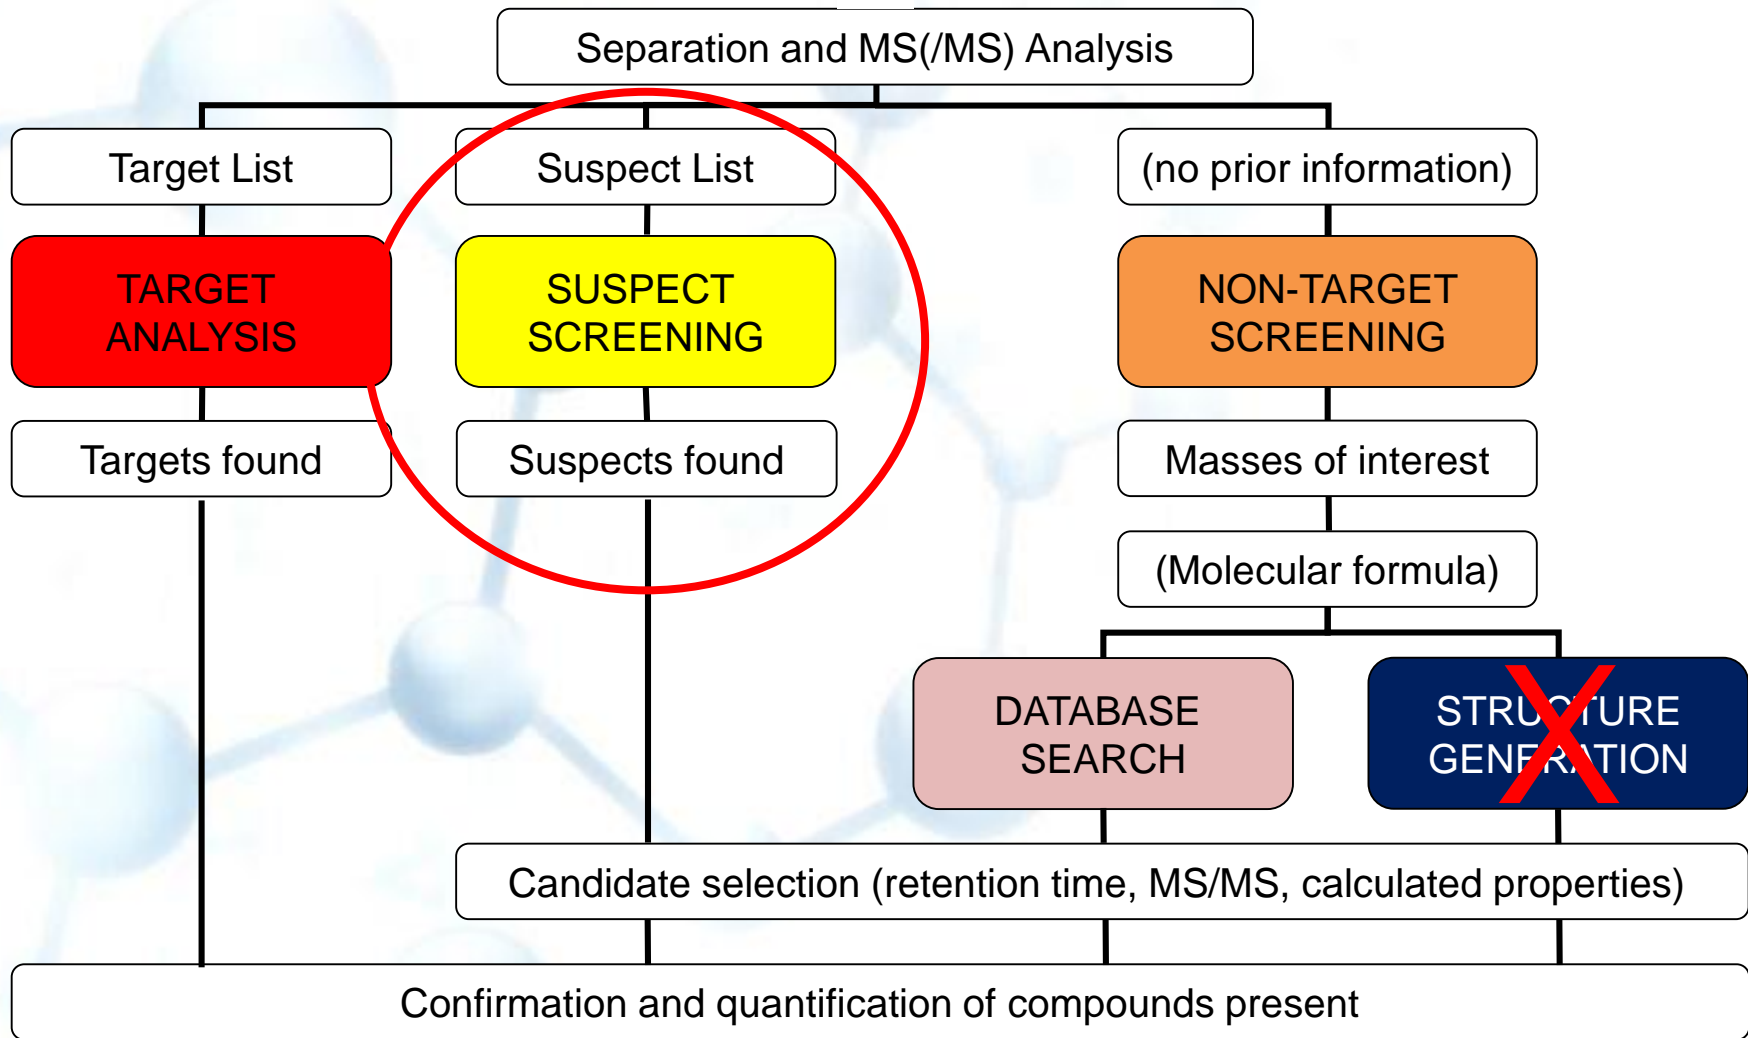 Separation and MS(/MS) Analysis
Target List
Suspect List
(no prior information)
TARGET
ANALYSIS
SUSPECT
SCREENING
NON-TARGET
SCREENING
Targets found
Suspects found
Masses of interest
(Molecular formula)
DATABASE
SEARCH
STRUCTURE
GENERATION
X
Candidate selection (retention time, MS/MS, calculated properties)
Confirmation and quantification of compounds present